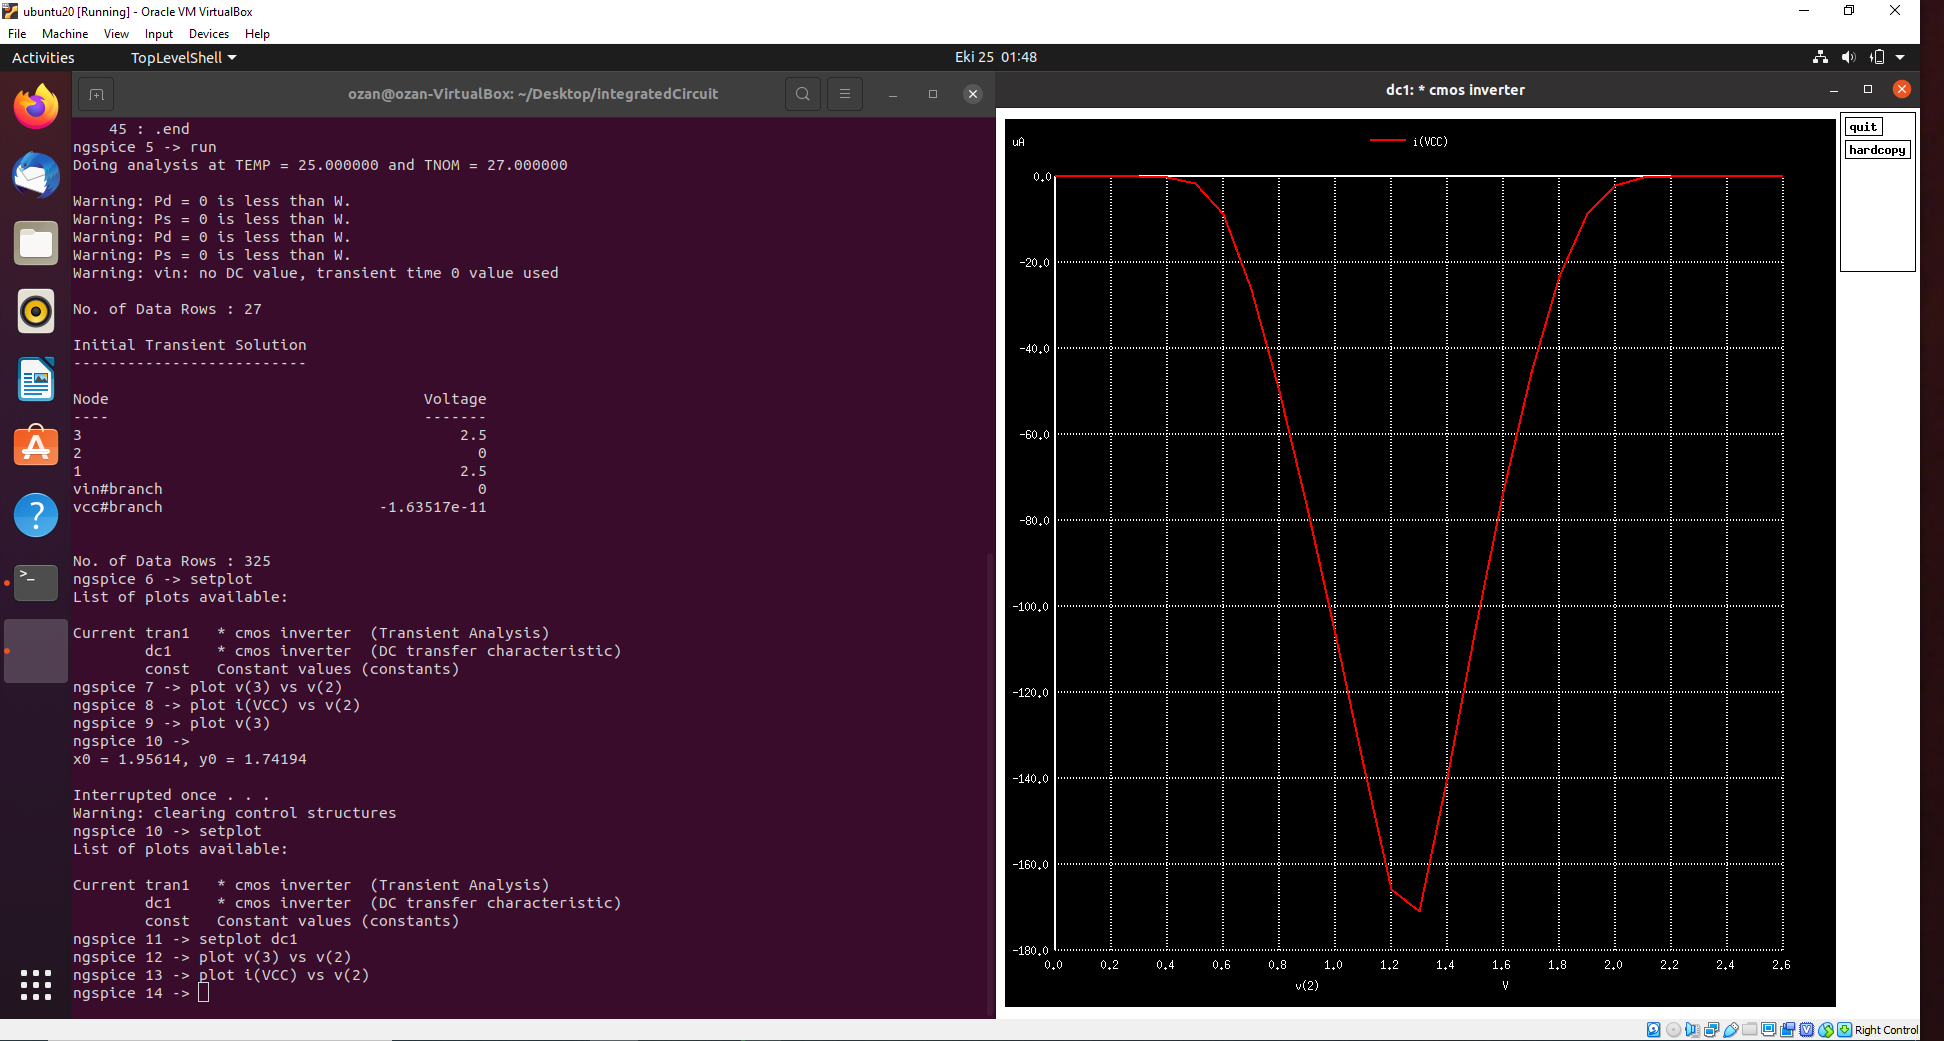 ubuntu20 [Running] - Oracle VM VirtualBox
File Machine View Input Devices Help
Activities TopLevelShell Eki 25 01:48
ozan@ozan-VirtualBox: ~/Desktop/integratedCircuit
45 : .end
ngspice 5 -> run
Doing analysis at TEMP = 25.000000 and TNOM = 27.000000
Warning: Pd = 0 is less than W.
Warning: Ps = 0 is less than W.
Warning: Pd = 0 is less than W.
Warning: Ps = 0 is less than W.
Warning: vin: no DC value, transient time 0 value used
No. of Data Rows : 27
Initial Transient Solution
--------------------------
Node Voltage
---- -------
3 2.5
2 0
1 2.5
vin#branch 0
vcc#branch -1.63517e-11
No. of Data Rows : 325
ngspice 6 -> setplot
List of plots available:
Current tran1 * cmos inverter (Transient Analysis)
dc1 * cmos inverter (DC transfer characteristic)
const Constant values (constants)
ngspice 7 -> plot v(3) vs v(2)
ngspice 8 -> plot i(VCC) vs v(2)
ngspice 9 -> plot v(3)
ngspice 10 ->
x0 = 1.95614, y0 = 1.74194
Interrupted once . . .
Warning: clearing control structures
ngspice 10 -> setplot
List of plots available:
Current tran1 * cmos inverter (Transient Analysis)
dc1 * cmos inverter (DC transfer characteristic)
const Constant values (constants)
ngspice 11 -> setplot dc1
ngspice 12 -> plot v(3) vs v(2)
ngspice 13 -> plot i(VCC) vs v(2)
ngspice 14 ->
dc1: * cmos inverter
quit
hardcopy
uA
i(VCC)
0.0
-20.0
-40.0
-60.0
-80.0
-100.0
-120.0
-140.0
-160.0
-180.0
0.0 0.2 0.4 0.6 0.8 1.0 1.2 1.4 1.6 1.8 2.0 2.2 2.4 2.6
v(2) V
Right Control